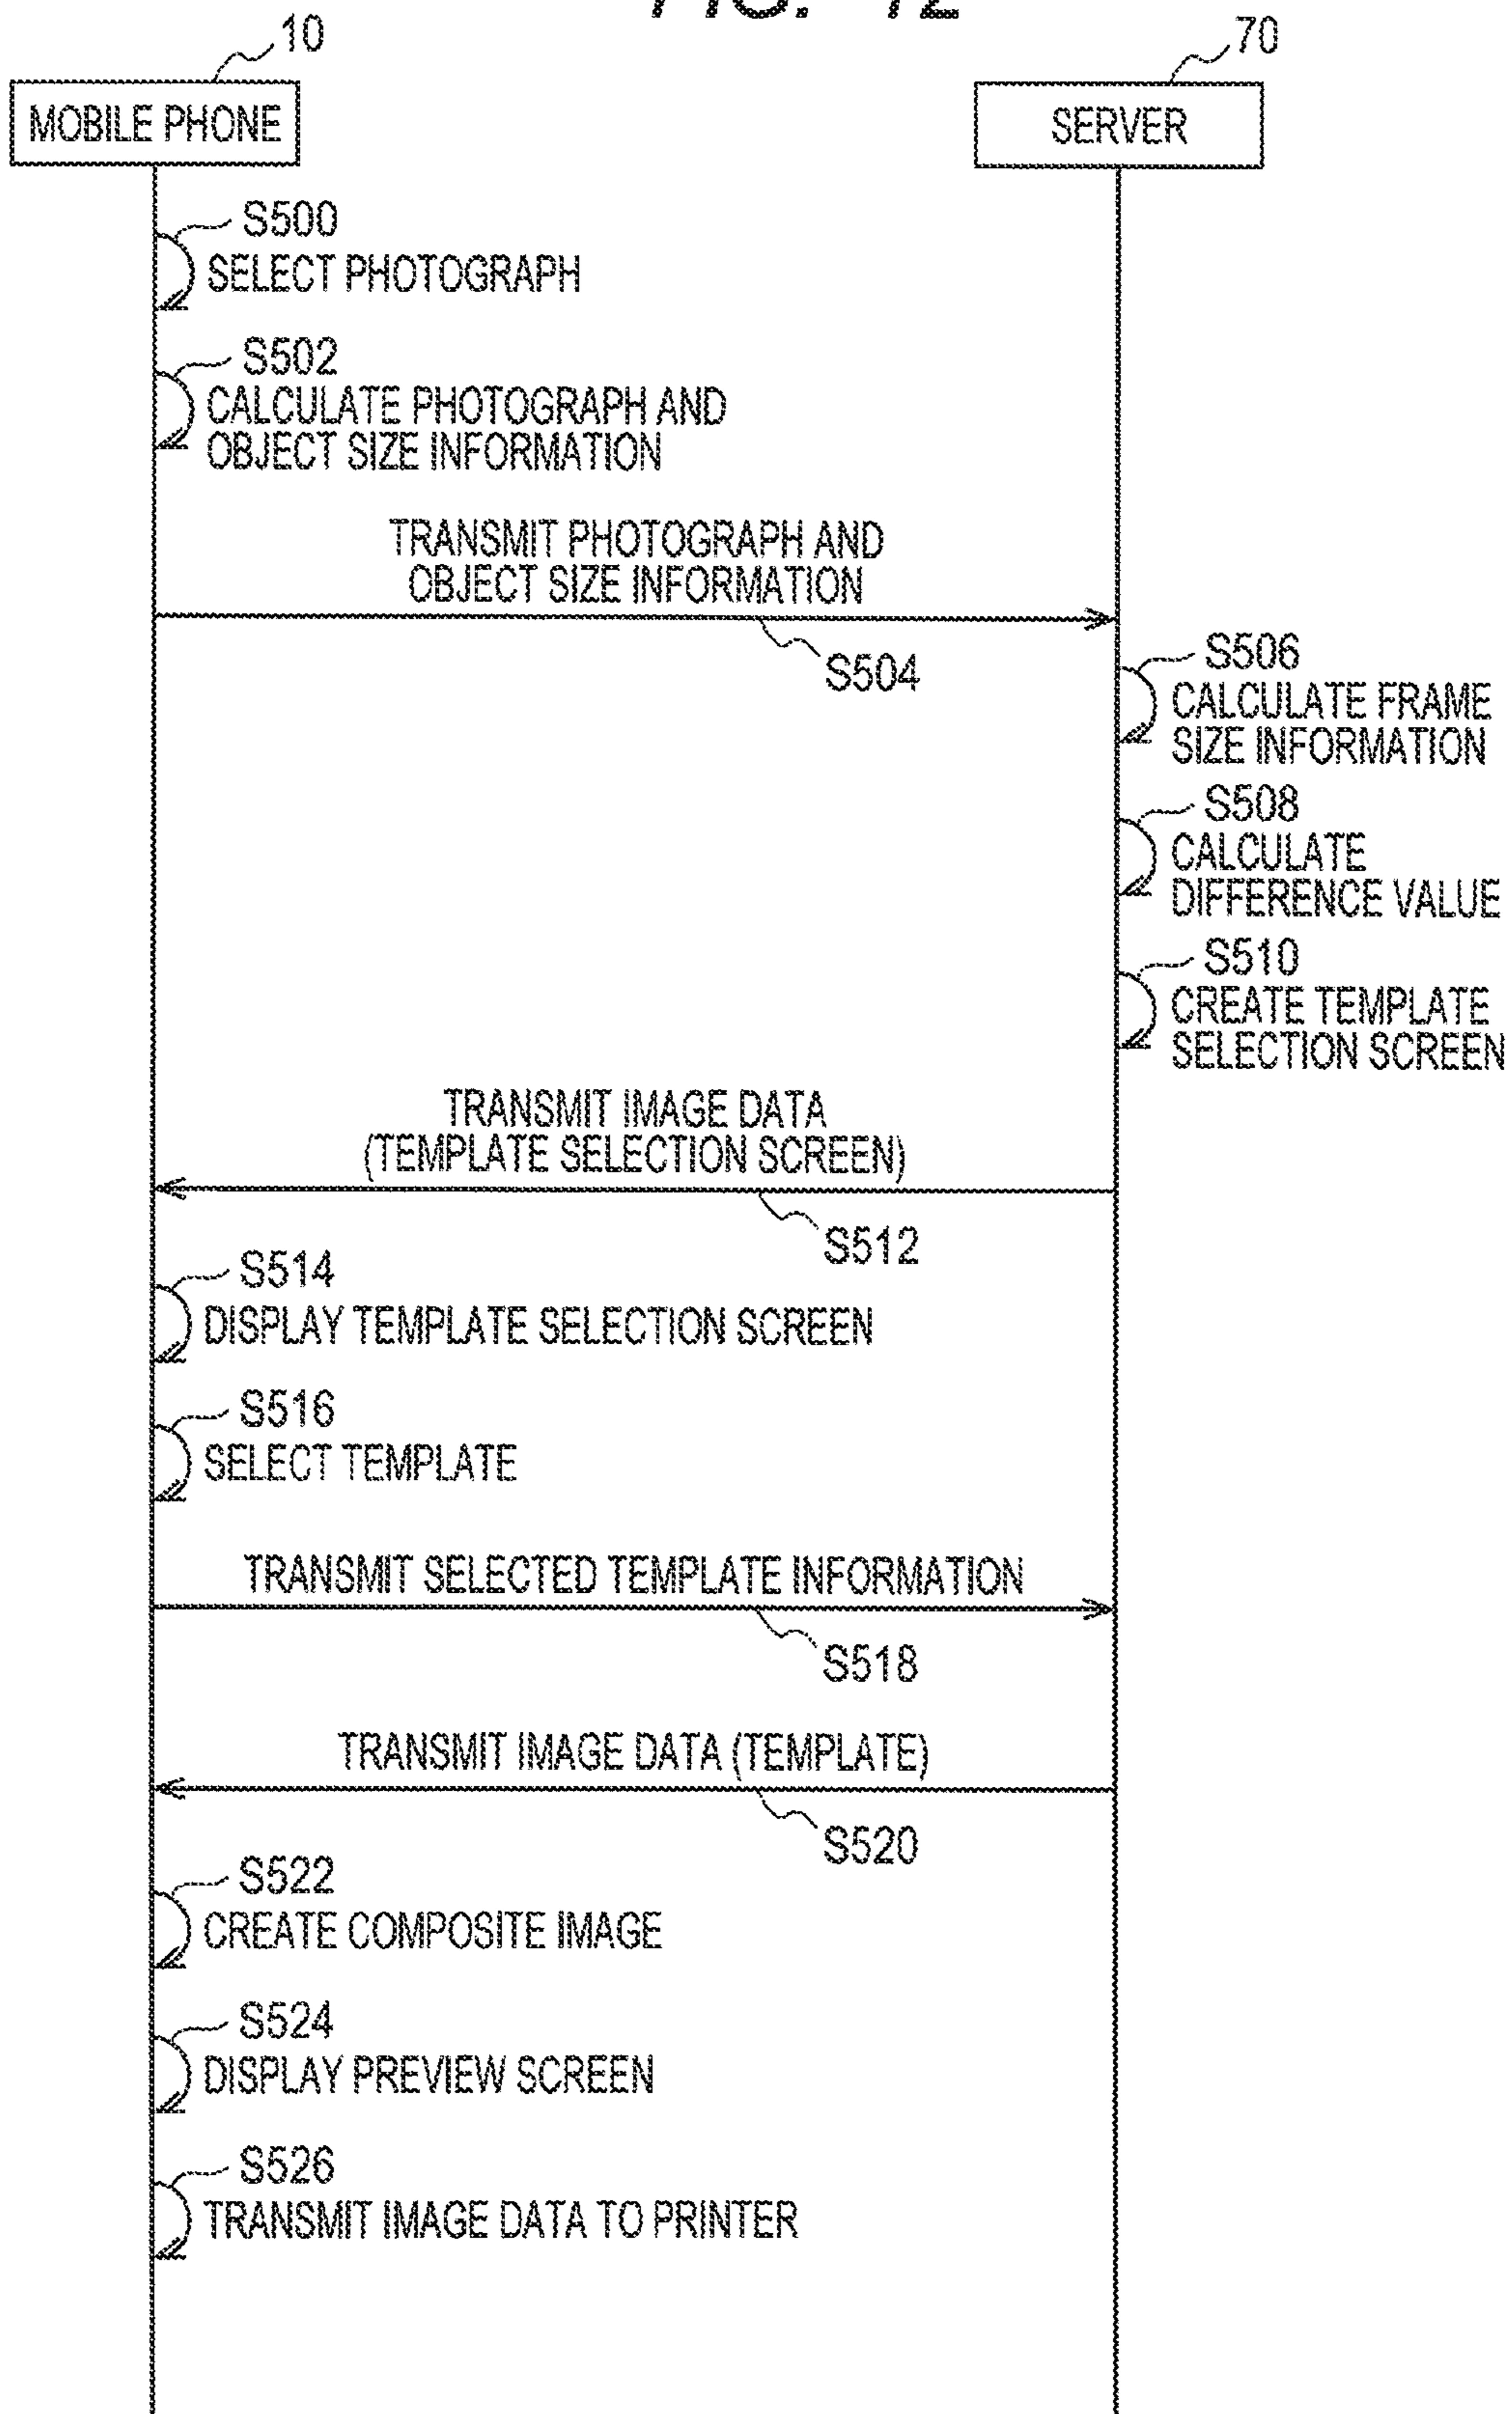 FIG. 12
10
70
MOBILE PHONE
SERVER
S500
SELECT PHOTOGRAPH
S502
CALCULATE PHOTOGRAPH AND
OBJECT SIZE INFORMATION
TRANSMIT PHOTOGRAPH AND
OBJECT SIZE INFORMATION
S504
S506
CALCULATE FRAME
SIZE INFORMATION
S508
CALCULATE
DIFFERENCE VALUE
S510
CREATE TEMPLATE
SELECTION SCREEN
TRANSMIT IMAGE DATA
(TEMPLATE SELECTION SCREEN)
S512
S514
DISPLAY TEMPLATE SELECTION SCREEN
S516
SELECT TEMPLATE
TRANSMIT SELECTED TEMPLATE INFORMATION
S518
TRANSMIT IMAGE DATA (TEMPLATE)
S520
S522
CREATE COMPOSITE IMAGE
S524
DISPLAY PREVIEW SCREEN
S526
TRANSMIT IMAGE DATA TO PRINTER